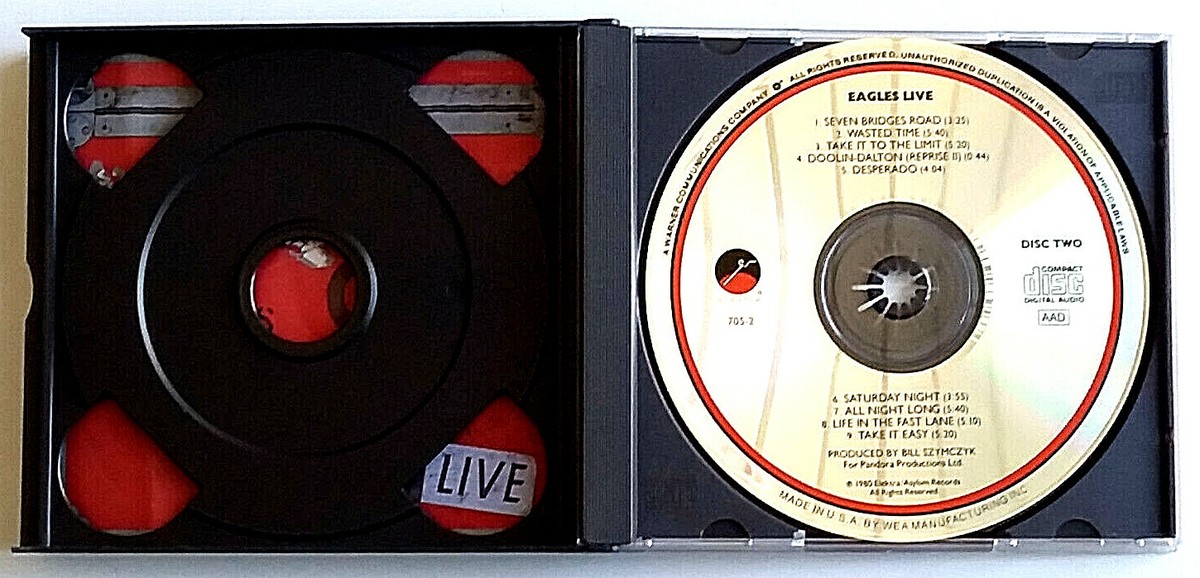 LIVE
A WARNER COMMUNICATIONS COMPANY ALL RIGHTS RESERVED. UNAUTHORIZED DUPLICATION IS A VIOLATION OF APPLICABLE LAWS
EAGLES LIVE
1. SEVEN BRIDGES ROAD (3:25)
2. WASTED TIME (5:40)
3. TAKE IT TO THE LIMIT (5:20)
4. DOOLIN-DALTON (REPRISE II) (0:44)
5. DESPERADO (4:04)
DISC TWO
COMPACT
disc
DIGITAL AUDIO
AAD
705-2
6. SATURDAY NIGHT (3:55)
7. ALL NIGHT LONG (5:40)
8. LIFE IN THE FAST LANE (5:10)
9. TAKE IT EASY (5:20)
PRODUCED BY BILL SZYMCZYK
For Pandora Productions Ltd.
℗ 1980 Elektra/Asylum Records
All Rights Reserved.
MADE IN U.S.A. BY WEA MANUFACTURING INC.